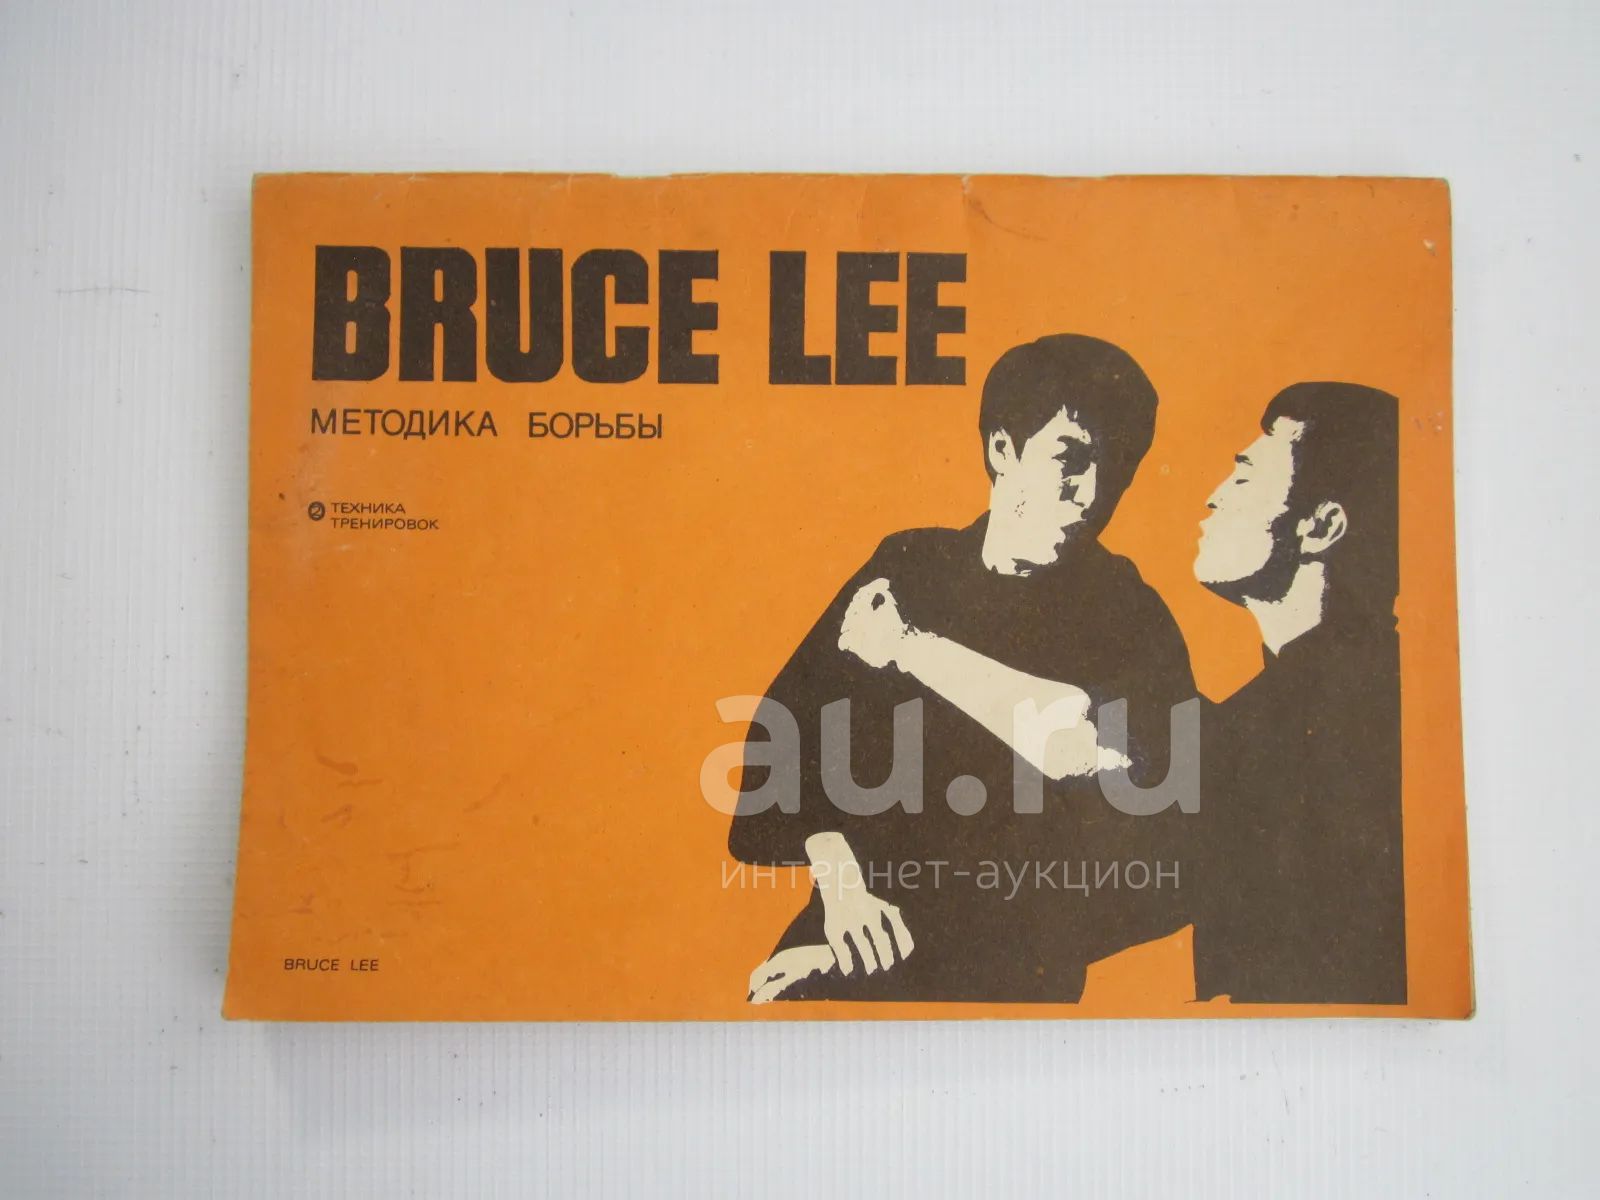 BRUCE LEE
МЕТОДИКА БОРЬБЫ
2 ТЕХНИКА
ТРЕНИРОВОК
au.ru
интернет-аукцион
BRUCE LEE